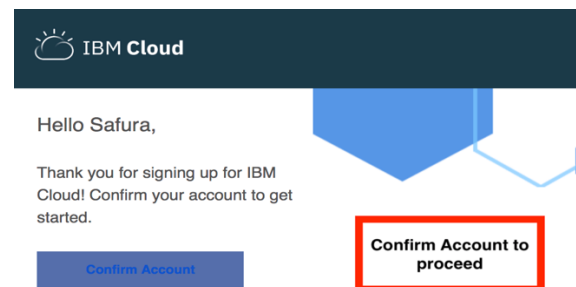 IBM Cloud
Hello Safura,
Thank you for signing up for IBM
Cloud! Confirm your account to get
started.
Confirm Account
Confirm Account to
proceed